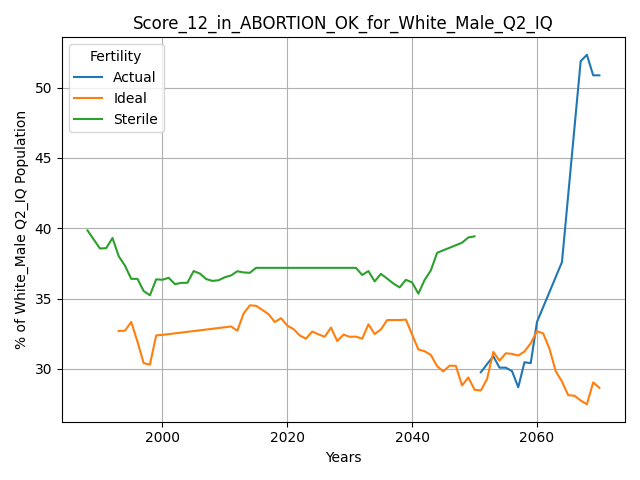 Score_12_in_ABORTION_OK_for_White_Male_Q2_IQ
Fertility
Actual
Ideal
Sterile
% of White_Male Q2_IQ Population
50
45
40
35
30
2000
2020
2040
2060
Years